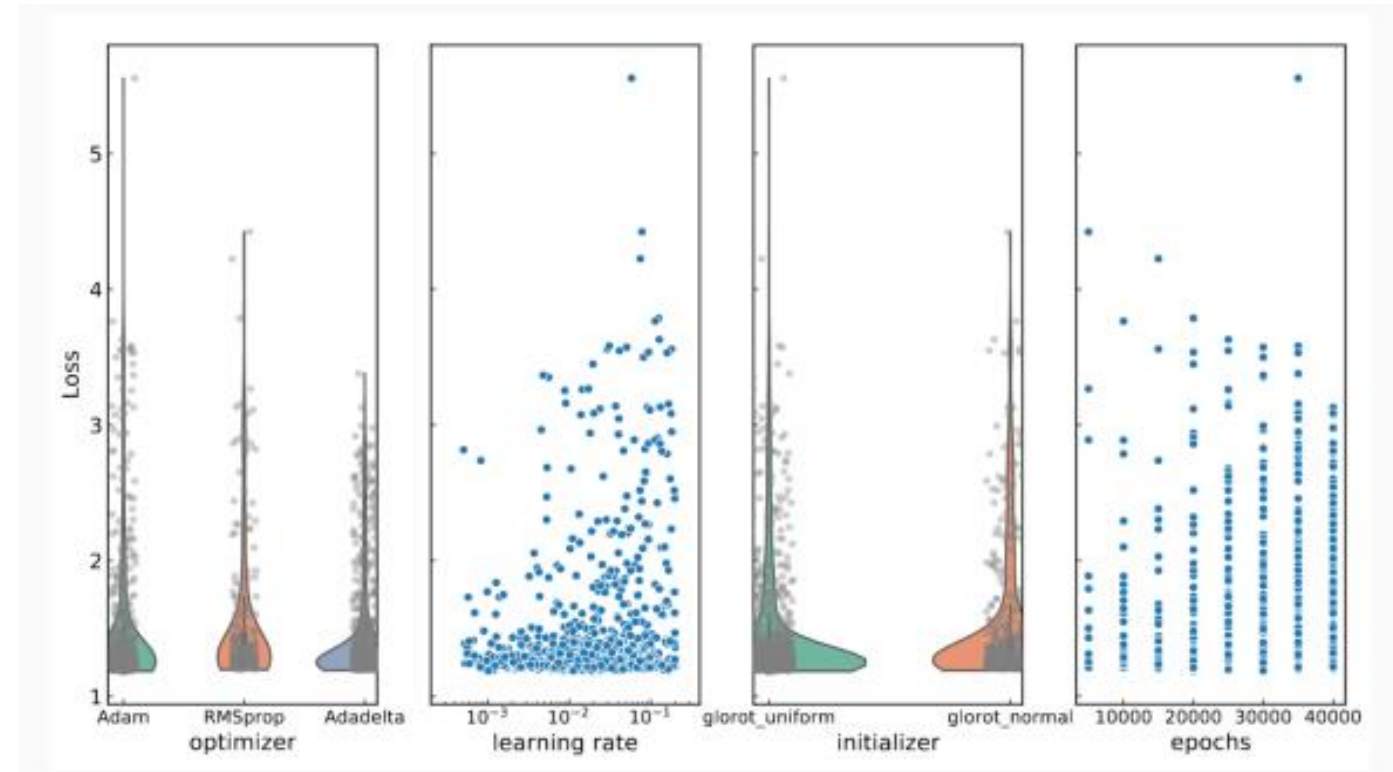 5
4
3
2
1
Loss
Adam RMSprop Adadelta
optimizer
10⁻³ 10⁻² 10⁻¹
learning rate
glorot_uniform glorot_normal
initializer
10000 20000 30000 40000
epochs